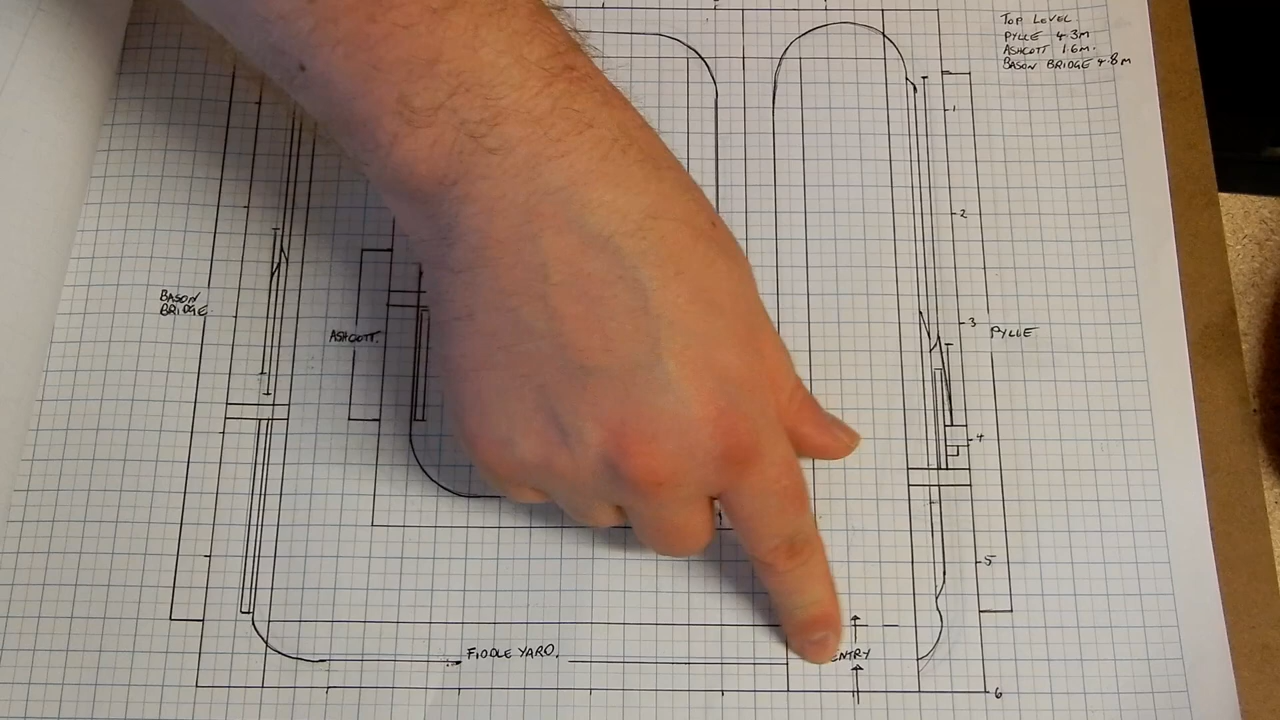 TOP LEVEL.
PYLLE 4.3m
ASHCOTT 1.6m.
BASON BRIDGE 4.8m
1
2
BASON
BRIDGE.
ASHCOTT.
3
PYLLE
4
5
FIDDLE YARD.
ENTRY
6